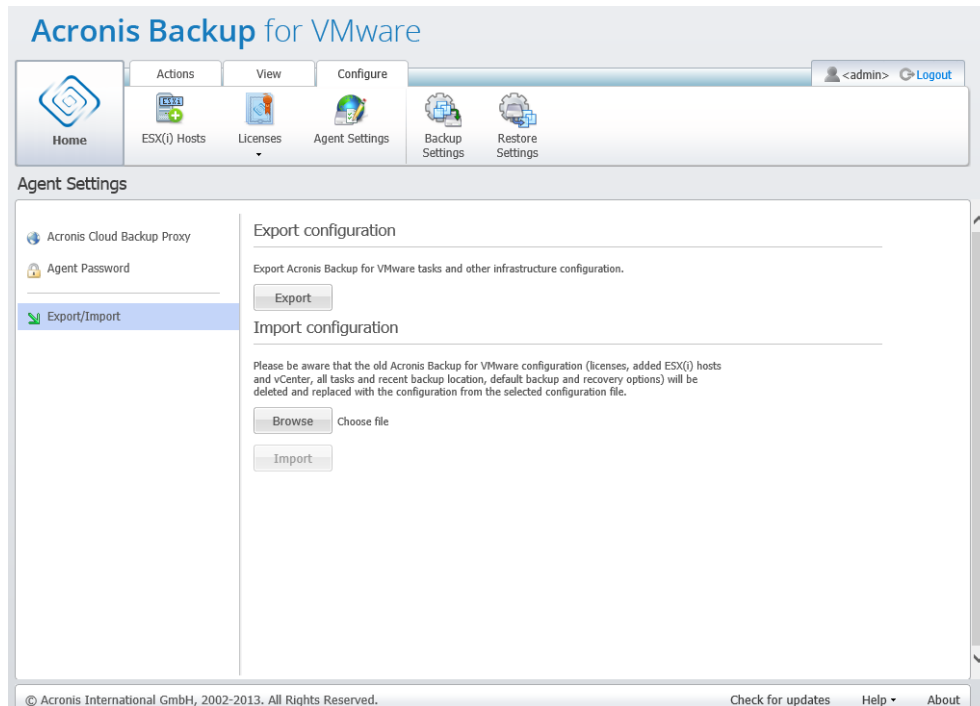 Acronis Backup for VMware
Actions View Configure
<admin> Logout
Home
ESXi
ESX(i) Hosts
Licenses
Agent Settings
Backup Settings
Restore Settings
Agent Settings
Acronis Cloud Backup Proxy
Agent Password
Export/Import
Export configuration
Export Acronis Backup for VMware tasks and other infrastructure configuration.
Export
Import configuration
Please be aware that the old Acronis Backup for VMware configuration (licenses, added ESX(i) hosts
and vCenter, all tasks and recent backup location, default backup and recovery options) will be
deleted and replaced with the configuration from the selected configuration file.
Browse Choose file
Import
© Acronis International GmbH, 2002-2013. All Rights Reserved.
Check for updates Help About